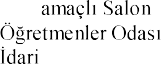 amaçlı Salon
Öğretmenler Odası
İdari